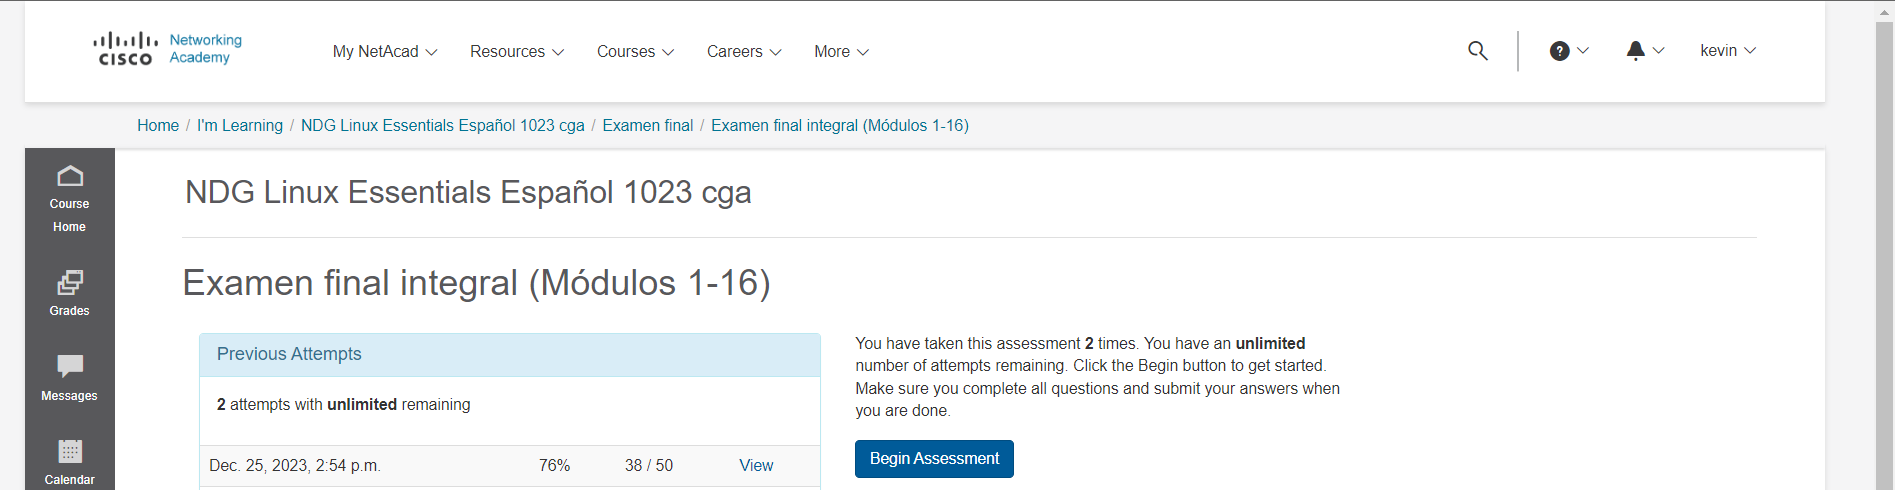 CISCO Networking Academy
My NetAcad Resources Courses Careers More ? kevin
Home / I'm Learning / NDG Linux Essentials Español 1023 cga / Examen final / Examen final integral (Módulos 1-16)
Course Home
Grades
Messages
Calendar
NDG Linux Essentials Español 1023 cga
Examen final integral (Módulos 1-16)
Previous Attempts
2 attempts with unlimited remaining
Dec. 25, 2023, 2:54 p.m. 76% 38 / 50 View
You have taken this assessment 2 times. You have an unlimited
number of attempts remaining. Click the Begin button to get started.
Make sure you complete all questions and submit your answers when
you are done.
Begin Assessment